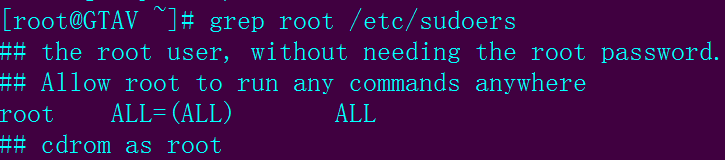 [root@GTAV ~]# grep root /etc/sudoers
## the root user, without needing the root password.
## Allow root to run any commands anywhere
root    ALL=(ALL)       ALL
## cdrom as root